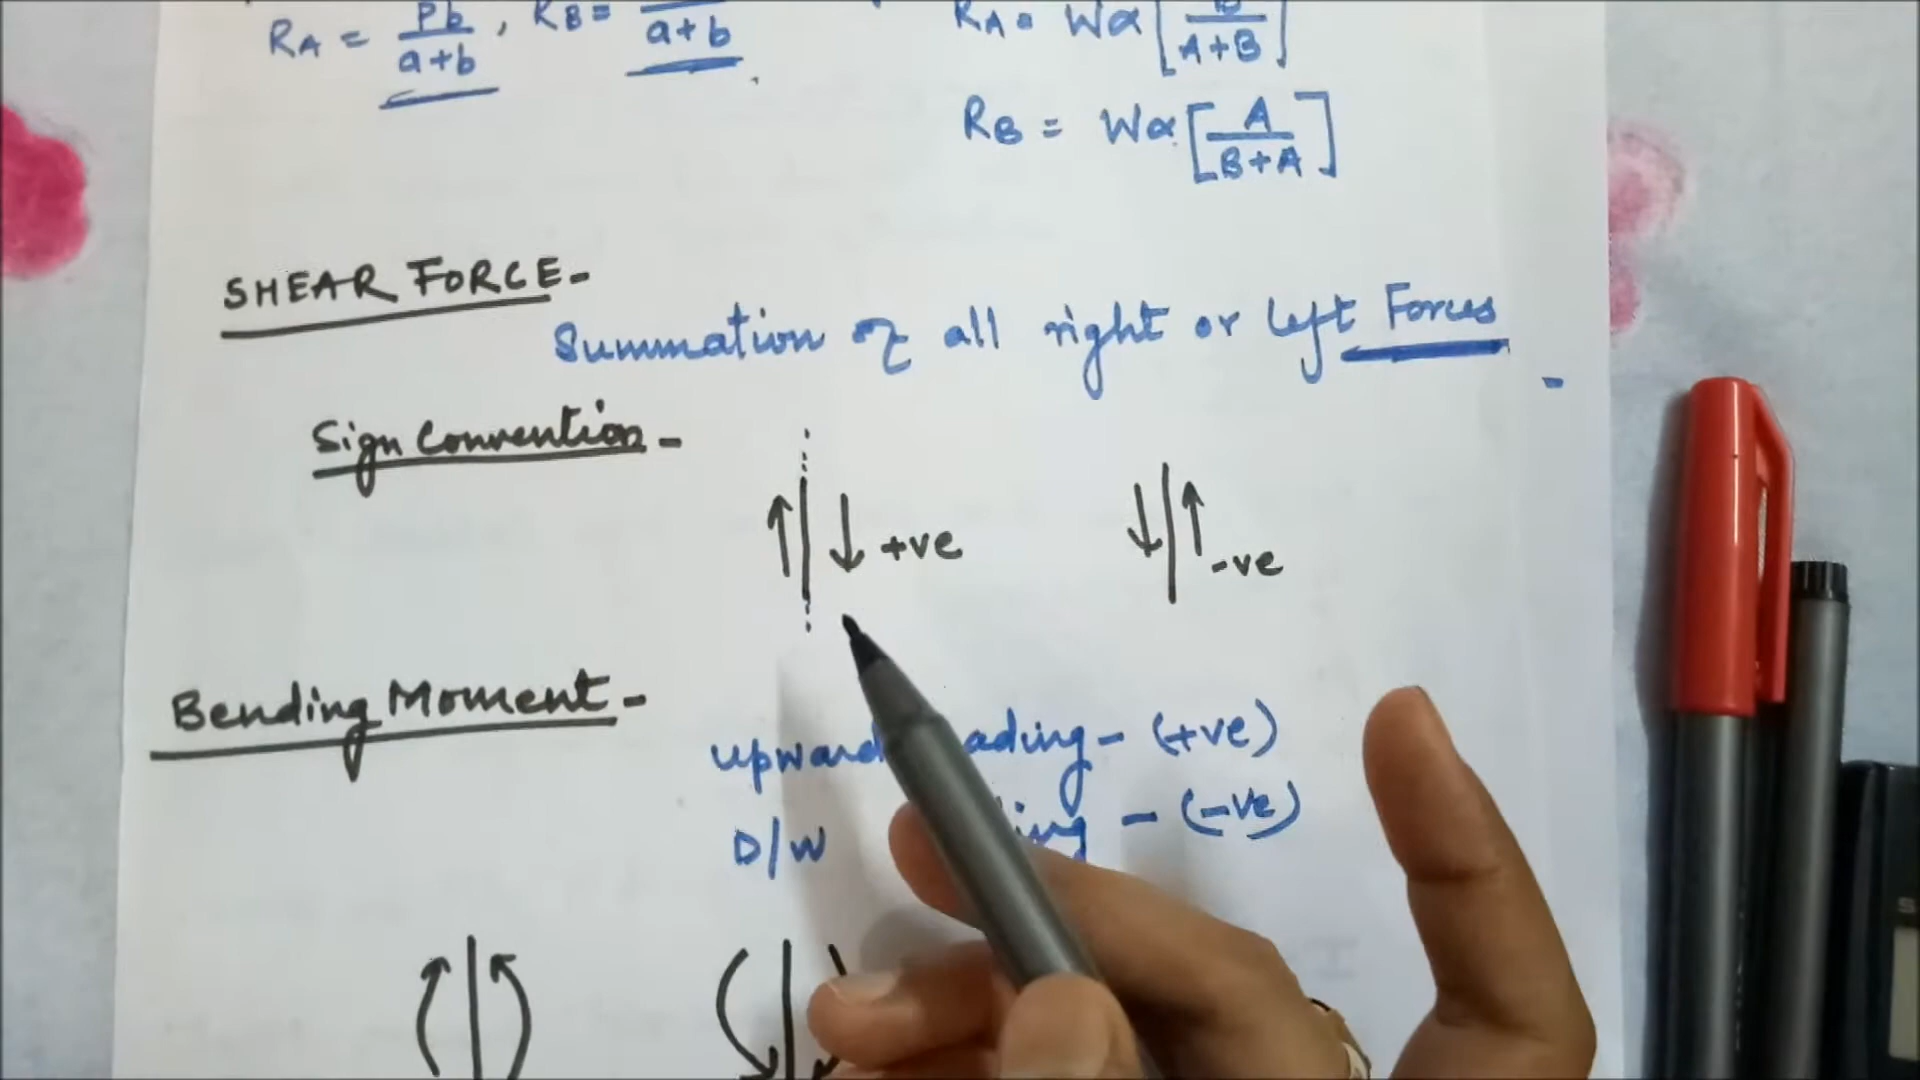 RA = Pb/a+b , RB = /a+b
RA = Wα [B/A+B]
RB = Wα [A/B+A]
SHEAR FORCE-
Summation of all right or left Forces
Sign Convention -
+ve
-ve
Bending Moment -
upward - (+ve)
D/W - (-ve)
S